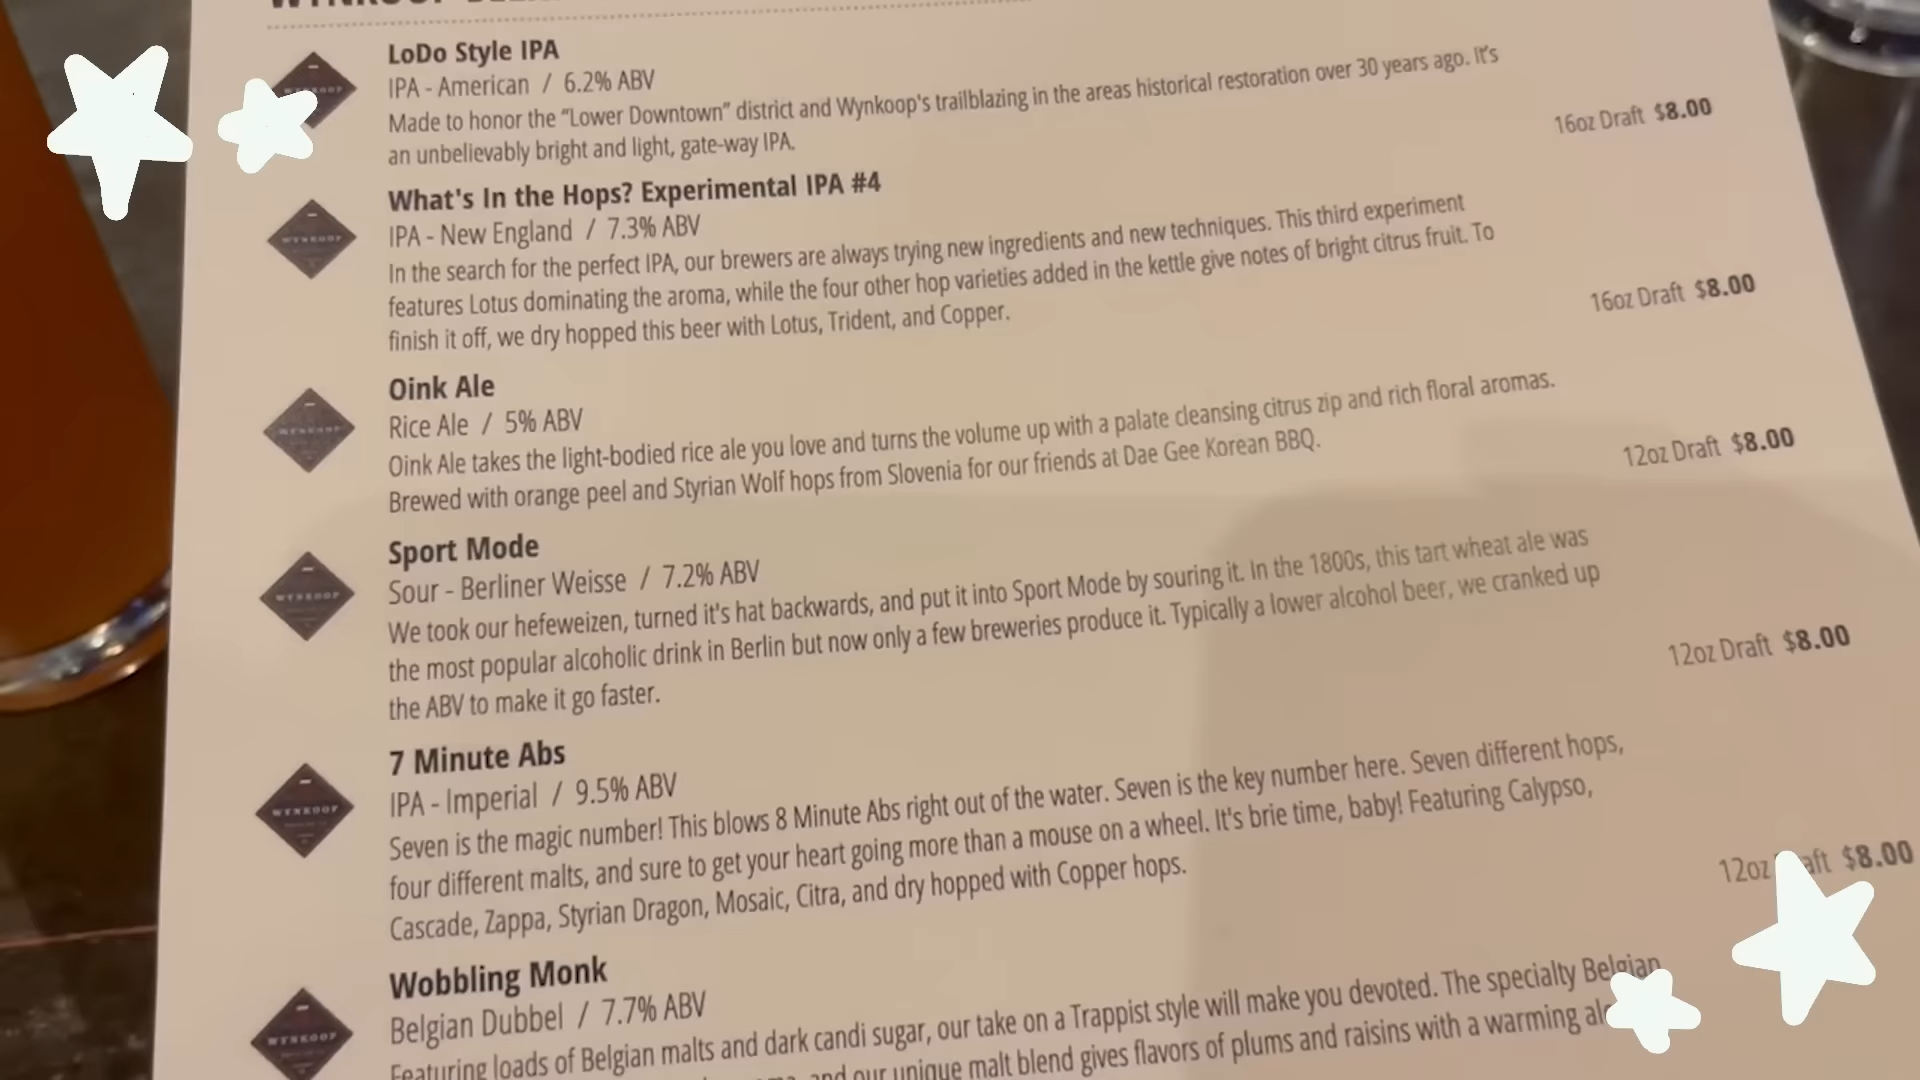 LoDo Style IPA
IPA - American / 6.2% ABV
Made to honor the “Lower Downtown” district and Wynkoop's trailblazing in the areas historical restoration over 30 years ago. It's
an unbelievably bright and light, gate-way IPA.
16oz Draft $8.00
What's In the Hops? Experimental IPA #4
IPA - New England / 7.3% ABV
In the search for the perfect IPA, our brewers are always trying new ingredients and new techniques. This third experiment
features Lotus dominating the aroma, while the four other hop varieties added in the kettle give notes of bright citrus fruit. To
finish it off, we dry hopped this beer with Lotus, Trident, and Copper.
16oz Draft $8.00
Oink Ale
Rice Ale / 5% ABV
Oink Ale takes the light-bodied rice ale you love and turns the volume up with a palate cleansing citrus zip and rich floral aromas.
Brewed with orange peel and Styrian Wolf hops from Slovenia for our friends at Dae Gee Korean BBQ.
12oz Draft $8.00
Sport Mode
Sour - Berliner Weisse / 7.2% ABV
We took our hefeweizen, turned it's hat backwards, and put it into Sport Mode by souring it. In the 1800s, this tart wheat ale was
the most popular alcoholic drink in Berlin but now only a few breweries produce it. Typically a lower alcohol beer, we cranked up
the ABV to make it go faster.
12oz Draft $8.00
WYNKOOP
7 Minute Abs
IPA - Imperial / 9.5% ABV
Seven is the magic number! This blows 8 Minute Abs right out of the water. Seven is the key number here. Seven different hops,
four different malts, and sure to get your heart going more than a mouse on a wheel. It's brie time, baby! Featuring Calypso,
Cascade, Zappa, Styrian Dragon, Mosaic, Citra, and dry hopped with Copper hops.
12oz $8.00
WYNKOOP
Wobbling Monk
Belgian Dubbel / 7.7% ABV
Featuring loads of Belgian malts and dark candi sugar, our take on a Trappist style will make you devoted. The specialty Belgian
and our unique malt blend gives flavors of plums and raisins with a warming
WYNKOOP